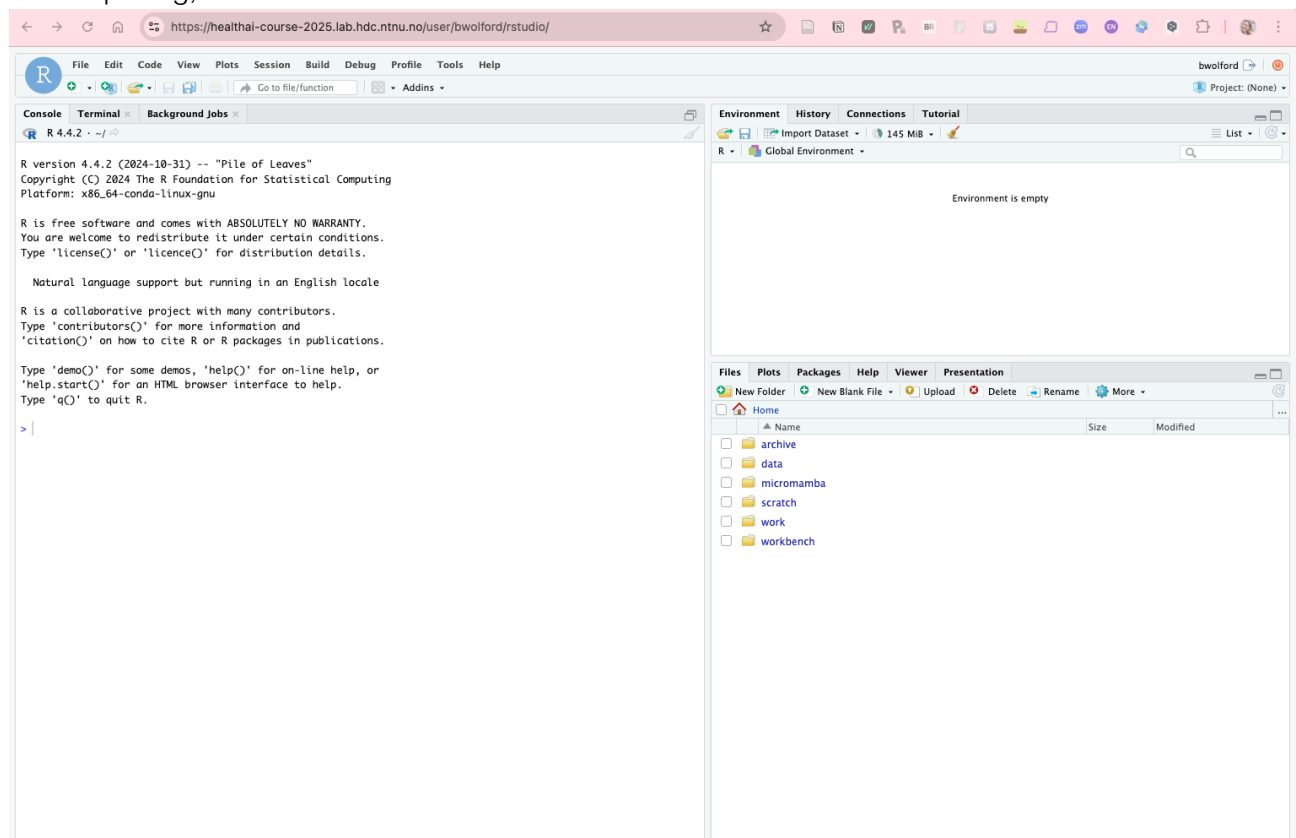 https://healthai-course-2025.lab.hdc.ntnu.no/user/bwolford/rstudio/
File Edit Code View Plots Session Build Debug Profile Tools Help
bwolford
Go to file/function
Addins
Project: (None)
Console Terminal Background Jobs
R 4.4.2 · ~/
R version 4.4.2 (2024-10-31) -- "Pile of Leaves"
Copyright (C) 2024 The R Foundation for Statistical Computing
Platform: x86_64-conda-linux-gnu
R is free software and comes with ABSOLUTELY NO WARRANTY.
You are welcome to redistribute it under certain conditions.
Type 'license()' or 'licence()' for distribution details.
Natural language support but running in an English locale
R is a collaborative project with many contributors.
Type 'contributors()' for more information and
'citation()' on how to cite R or R packages in publications.
Type 'demo()' for some demos, 'help()' for on-line help, or
'help.start()' for an HTML browser interface to help.
Type 'q()' to quit R.
>
Environment History Connections Tutorial
Import Dataset 145 MiB List
R Global Environment
Environment is empty
Files Plots Packages Help Viewer Presentation
New Folder New Blank File Upload Delete Rename More
Home ...
Name Size Modified
archive
data
micromamba
scratch
work
workbench